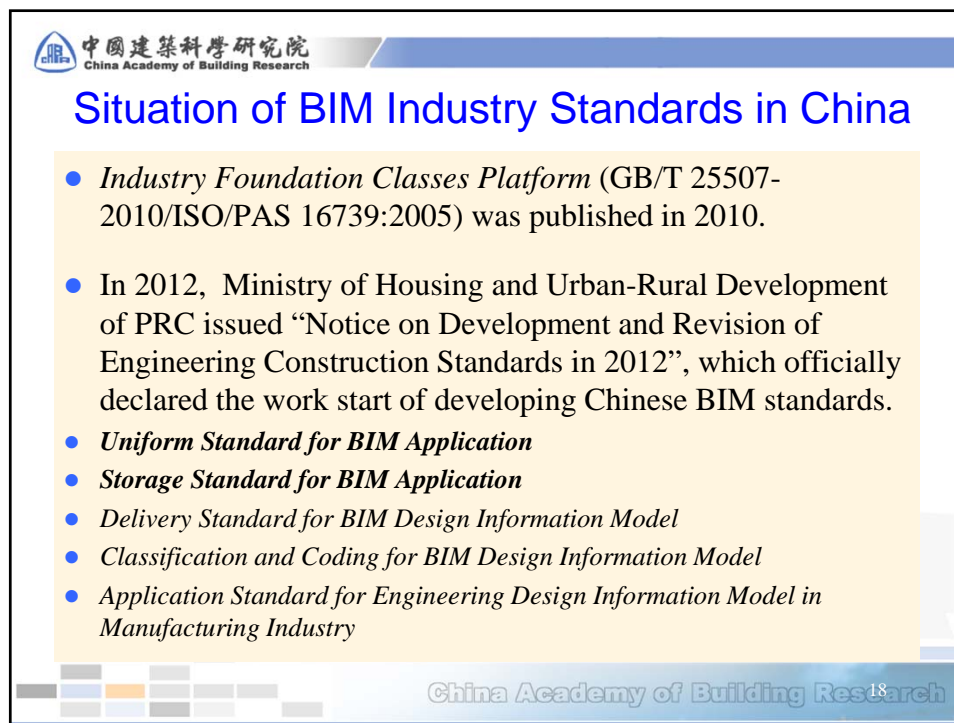 中國建築科學研究院
China Academy of Building Research
Situation of BIM Industry Standards in China
● Industry Foundation Classes Platform (GB/T 25507-
2010/ISO/PAS 16739:2005) was published in 2010.
● In 2012, Ministry of Housing and Urban-Rural Development
of PRC issued “Notice on Development and Revision of
Engineering Construction Standards in 2012”, which officially
declared the work start of developing Chinese BIM standards.
● Uniform Standard for BIM Application
● Storage Standard for BIM Application
● Delivery Standard for BIM Design Information Model
● Classification and Coding for BIM Design Information Model
● Application Standard for Engineering Design Information Model in
Manufacturing Industry
China Academy of Building Research
18